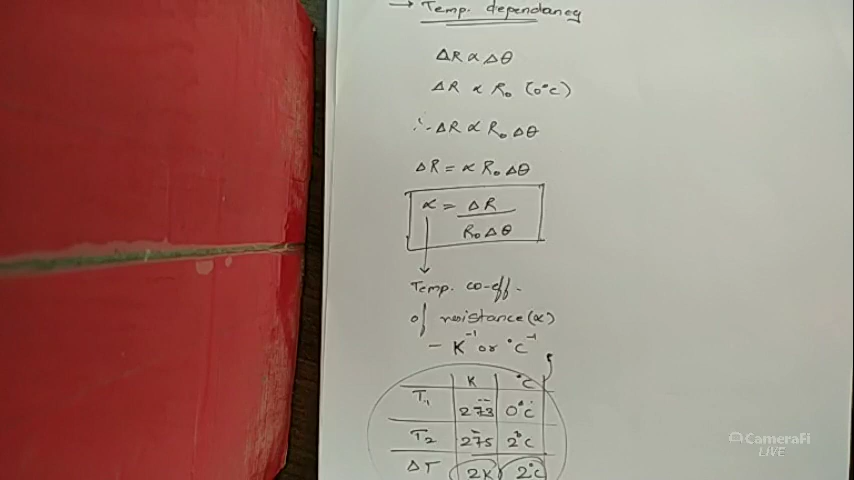 → Temp. dependancy
ΔR ∝ Δθ
ΔR ∝ R₀ (0°C)
∴ ΔR ∝ R₀ Δθ
ΔR = ∝ R₀ Δθ
∝ = ΔR / R₀ Δθ
Temp. co-eff.
of resistance (∝)
– K⁻¹ or °C⁻¹
K °C
T₁ 273 0°C
T₂ 275 2°C
ΔT 2K 2°C
CameraFi
LIVE